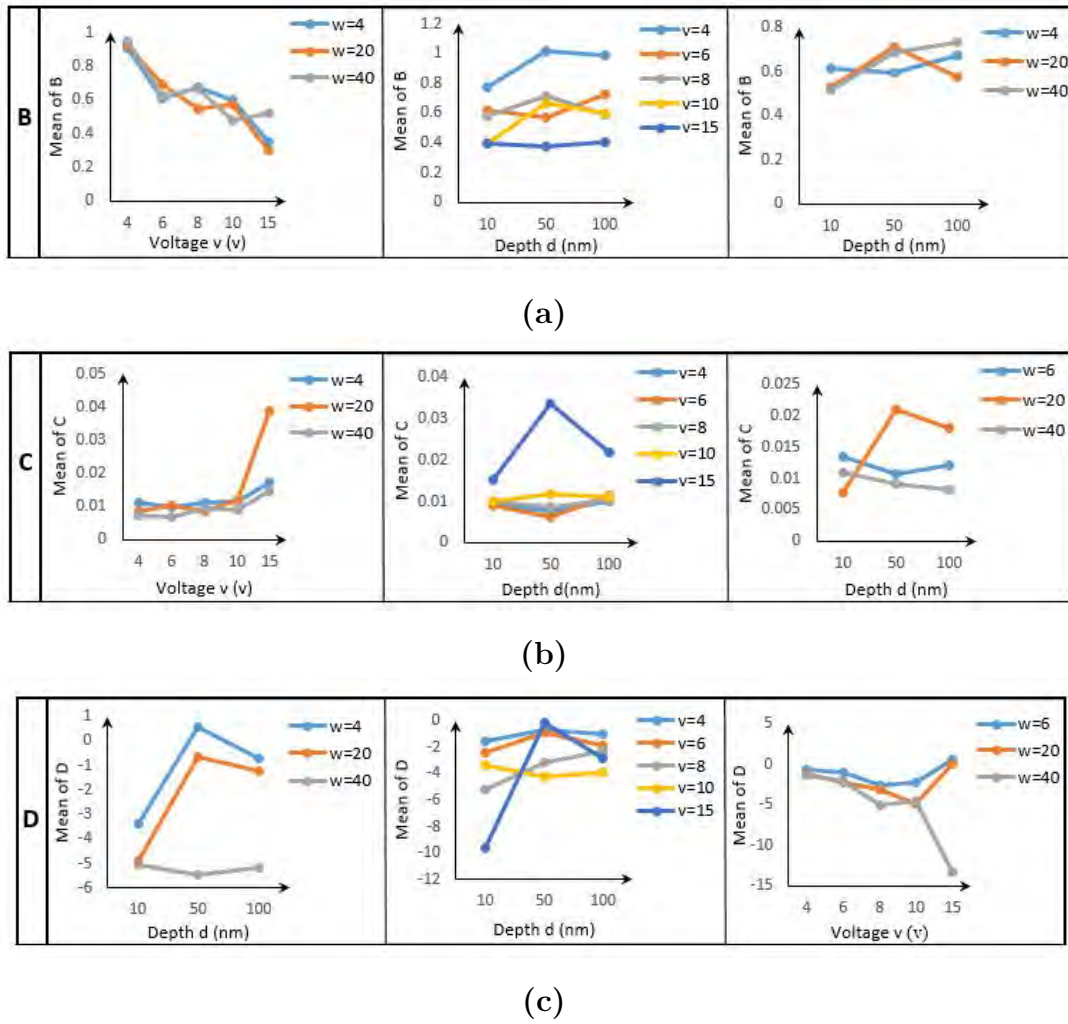 B
Mean of B
1
0.8
0.6
0.4
0.2
0
4 6 8 10 15
Voltage v (v)
w=4
w=20
w=40
Mean of B
1.2
1
0.8
0.6
0.4
0.2
0
10 50 100
Depth d (nm)
v=4
v=6
v=8
v=10
v=15
Mean of B
0.8
0.6
0.4
0.2
0
10 50 100
Depth d (nm)
w=4
w=20
w=40
(a)
C
Mean of C
0.05
0.04
0.03
0.02
0.01
0
4 6 8 10 15
Voltage v (v)
w=4
w=20
w=40
Mean of C
0.04
0.03
0.02
0.01
0
10 50 100
Depth d(nm)
v=4
v=6
v=8
v=10
v=15
Mean of C
0.025
0.02
0.015
0.01
0.005
0
10 50 100
Depth d (nm)
w=6
w=20
w=40
(b)
D
Mean of D
1
0
-1
-2
-3
-4
-5
-6
10 50 100
Depth d (nm)
w=4
w=20
w=40
Mean of D
0
-2
-4
-6
-8
-10
-12
10 50 100
Depth d (nm)
v=4
v=6
v=8
v=10
v=15
Mean of D
5
0
-5
-10
-15
4 6 8 10 15
Voltage v (v)
w=6
w=20
w=40
(c)